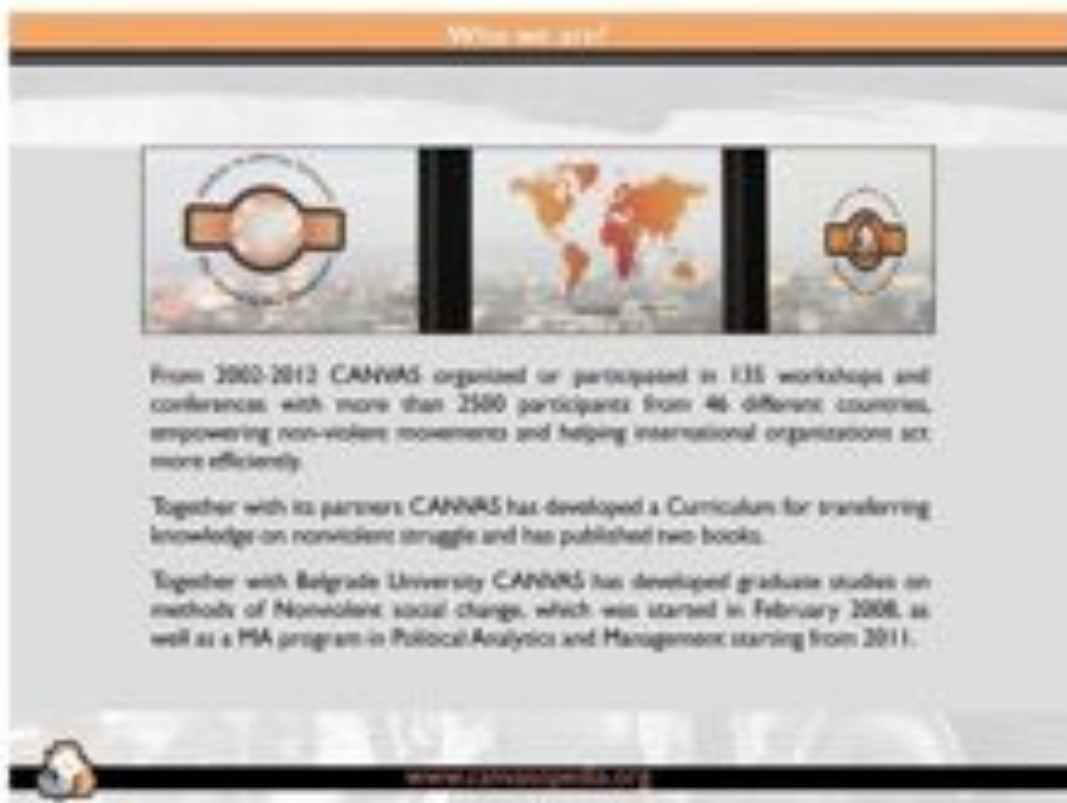 Who we are?
From 2002-2012 CANVAS organized or participated in 135 workshops and
conferences with more than 2500 participants from 46 different countries,
empowering non-violent movements and helping international organizations act
more efficiently.
Together with its partners CANVAS has developed a Curriculum for transferring
knowledge on nonviolent struggle and has published two books.
Together with Belgrade University CANVAS has developed graduate studies on
methods of Nonviolent social change, which was started in February 2008, as
well as a MA program in Political Analytics and Management starsing from 2011.
www.canvasopedia.org